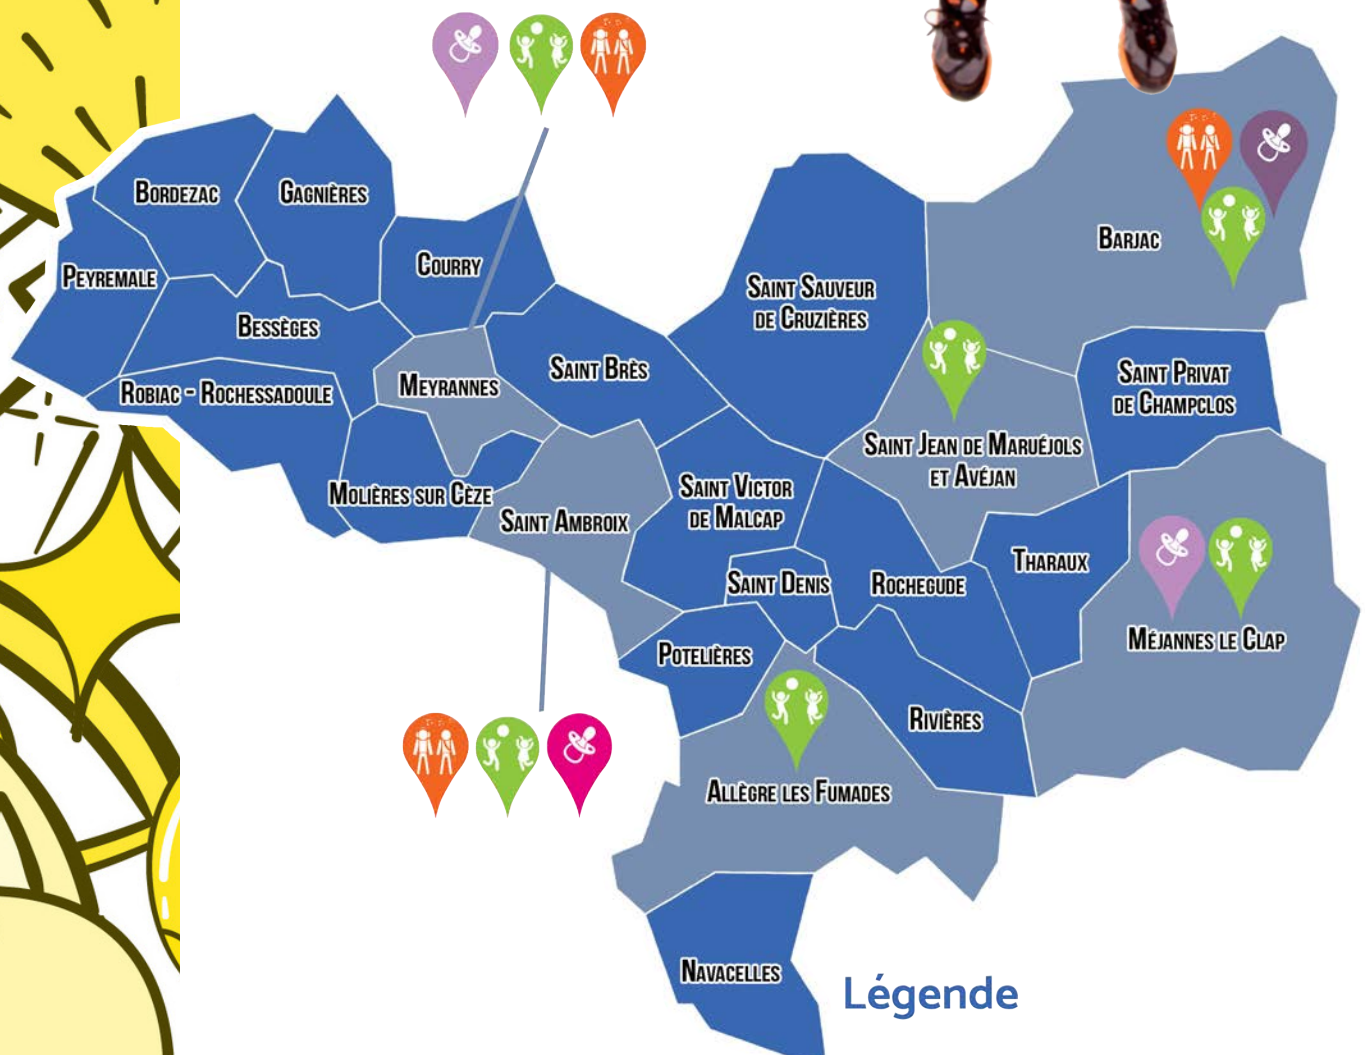 Bordezac
Gagnières
Peyremale
Courry
Bessèges
Robiac - Rochessadoule
Meyrannes
Saint Brès
Saint Sauveur
de Cruzières
Barjac
Saint Privat
de Champclos
Saint Jean de Maruéjols
et Avéjan
Molières sur Cèze
Saint Ambroix
Saint Victor
de Malcap
Saint Denis
Rochegude
Tharaux
Méjannes le Clap
Potelières
Rivières
Allègre les Fumades
Navacelles
Légende